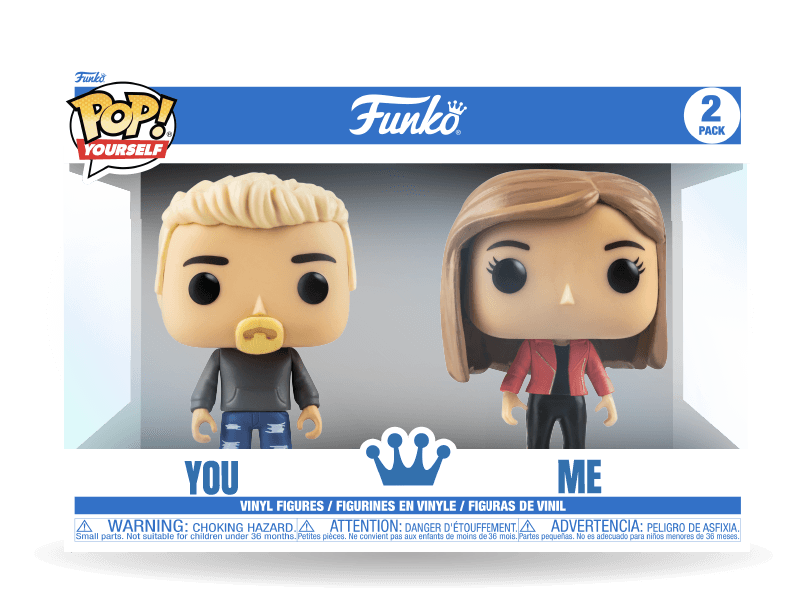 Funko
POP!
YOURSELF
Funko
2
PACK
YOU
ME
VINYL FIGURES / FIGURINES EN VINYLE / FIGURAS DE VINIL
WARNING: CHOKING HAZARD.
Small parts. Not suitable for children under 36 months.
ATTENTION: DANGER D'ÉTOUFFEMENT.
Petites pièces. Ne convient pas aux enfants de moins de 36 mois.
ADVERTENCIA: PELIGRO DE ASFIXIA.
Partes pequeñas. No es adecuado para niños menores de 36 meses.